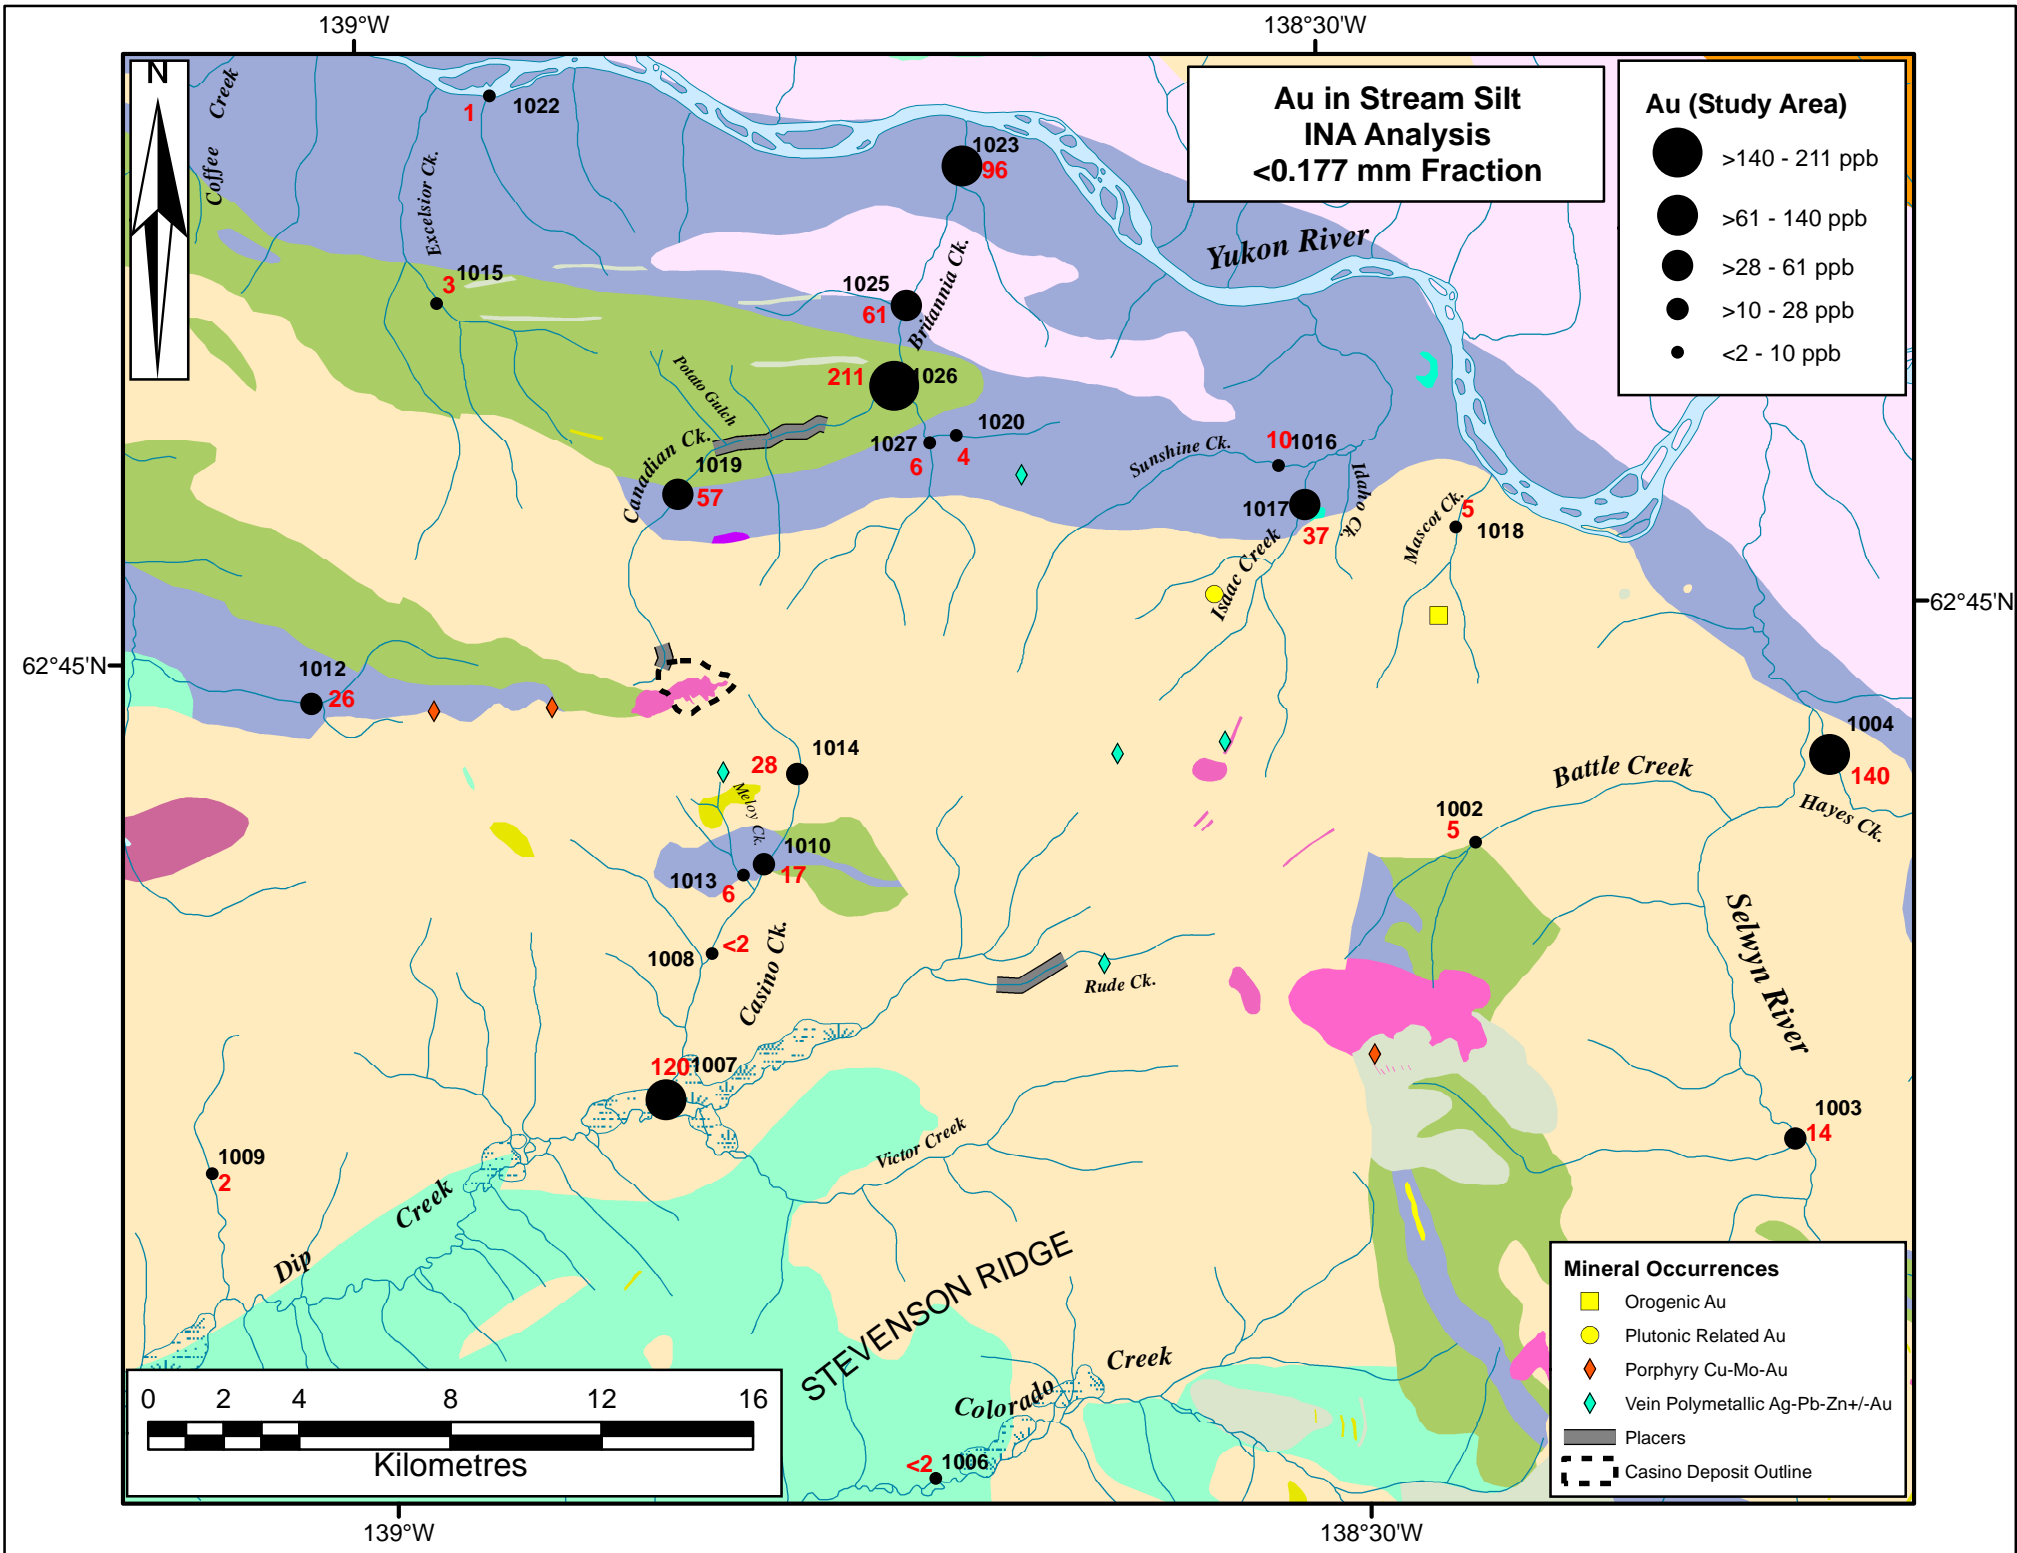 139°W
138°30'W
N
Au in Stream Silt
INA Analysis
<0.177 mm Fraction
Au (Study Area)
>140 - 211 ppb
>61 - 140 ppb
>28 - 61 ppb
>10 - 28 ppb
<2 - 10 ppb
Coffee Creek
1
1022
Excelsior Ck.
1023
96
Yukon River
3
1015
1025
61
Britannia Ck.
211
1026
Potato Gulch
Canadian Ck.
1019
57
1027
6
1020
4
Sunshine Ck.
10
1016
1017
37
Idaho Ck.
Isaac Creek
Mascot Ck.
5
1018
62°45'N
62°45'N
1012
26
1014
28
Meloy Ck.
1010
17
1013
6
1008
<2
Casino Ck.
Rude Ck.
1002
5
Battle Creek
1004
140
Hayes Ck.
Selwyn River
120
1007
1003
14
1009
2
Victor Creek
Dip Creek
STEVENSON RIDGE
Colorado Creek
<2
1006
0 2 4 8 12 16
Kilometres
Mineral Occurrences
Orogenic Au
Plutonic Related Au
Porphyry Cu-Mo-Au
Vein Polymetallic Ag-Pb-Zn+/-Au
Placers
Casino Deposit Outline
139°W
138°30'W